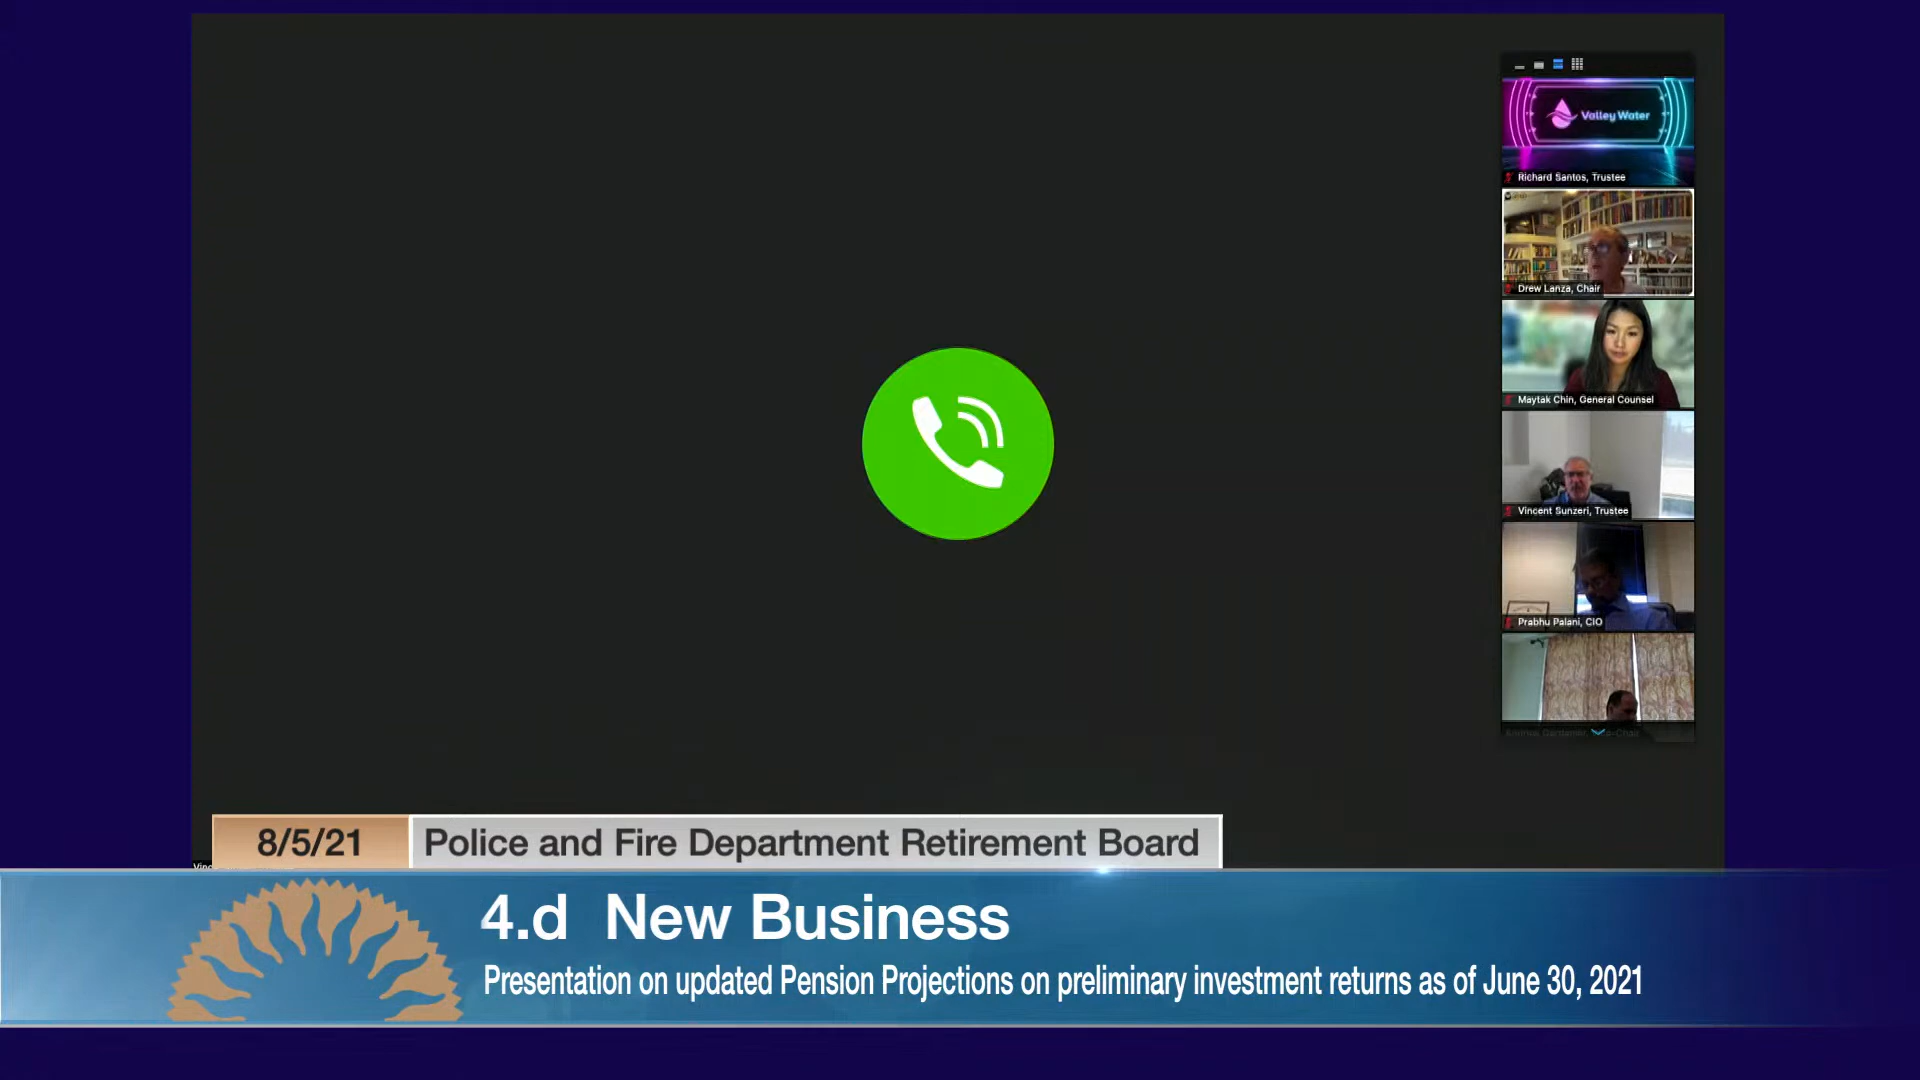 Valley Water
Richard Santos, Trustee
Drew Lanza, Chair
Maytak Chin, General Counsel
Vincent Sunzeri, Trustee
Prabhu Palani, CIO
8/5/21
Police and Fire Department Retirement Board
4.d New Business
Presentation on updated Pension Projections on preliminary investment returns as of June 30, 2021